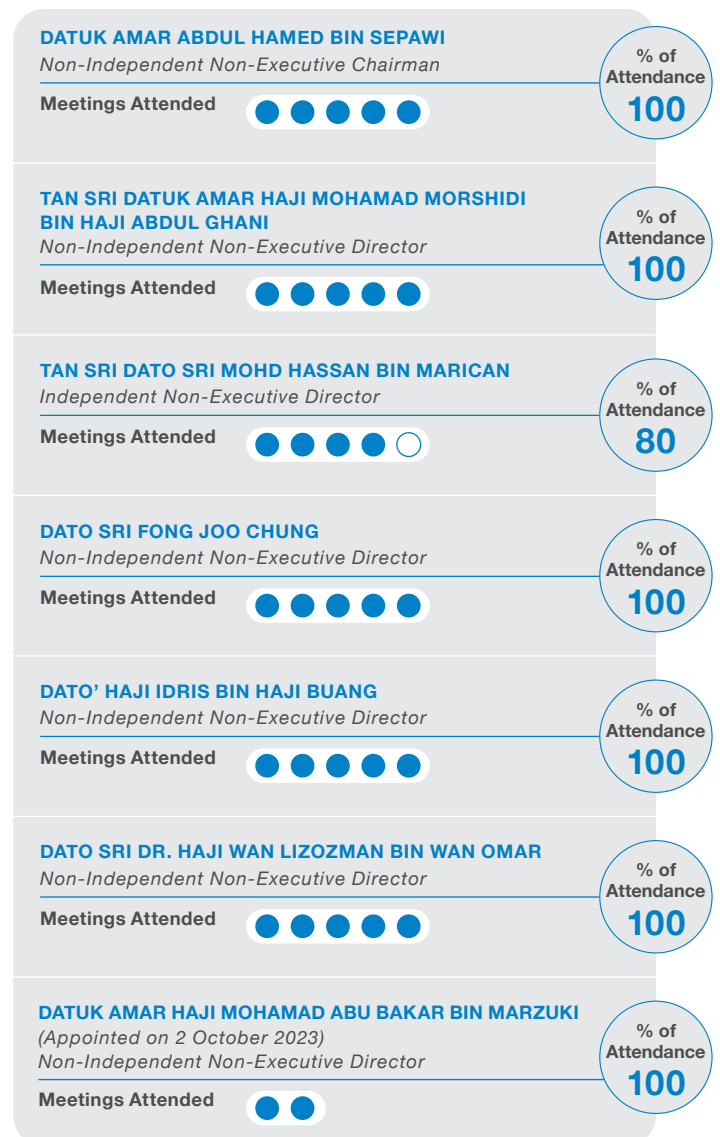 DATUK AMAR ABDUL HAMED BIN SEPAWI
Non-Independent Non-Executive Chairman
Meetings Attended
% of
Attendance
100
TAN SRI DATUK AMAR HAJI MOHAMAD MORSHIDI
BIN HAJI ABDUL GHANI
Non-Independent Non-Executive Director
Meetings Attended
% of
Attendance
100
TAN SRI DATO SRI MOHD HASSAN BIN MARICAN
Independent Non-Executive Director
Meetings Attended
% of
Attendance
80
DATO SRI FONG JOO CHUNG
Non-Independent Non-Executive Director
Meetings Attended
% of
Attendance
100
DATO’ HAJI IDRIS BIN HAJI BUANG
Non-Independent Non-Executive Director
Meetings Attended
% of
Attendance
100
DATO SRI DR. HAJI WAN LIZOZMAN BIN WAN OMAR
Non-Independent Non-Executive Director
Meetings Attended
% of
Attendance
100
DATUK AMAR HAJI MOHAMAD ABU BAKAR BIN MARZUKI
(Appointed on 2 October 2023)
Non-Independent Non-Executive Director
Meetings Attended
% of
Attendance
100